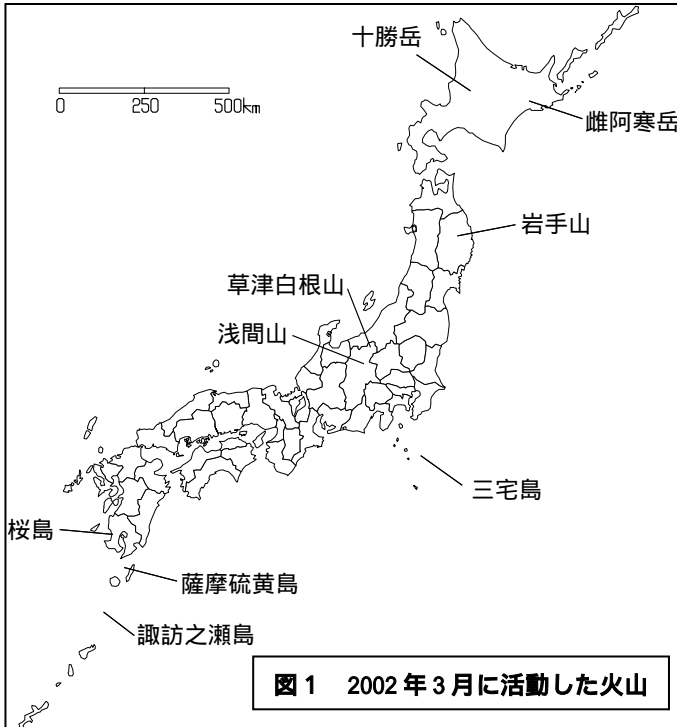 十勝岳
0 250 500km
雌阿寒岳
岩手山
草津白根山
浅間山
三宅島
桜島
薩摩硫黄島
諏訪之瀬島
図1 2002年3月に活動した火山